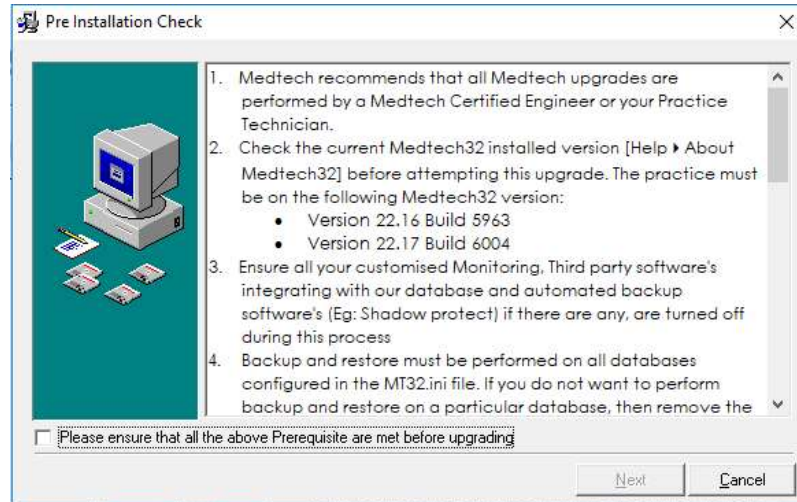 Pre Installation Check
1. Medtech recommends that all Medtech upgrades are
performed by a Medtech Certified Engineer or your Practice
Technician.
2. Check the current Medtech32 installed version [Help ▸ About
Medtech32] before attempting this upgrade. The practice must
be on the following Medtech32 version:
• Version 22.16 Build 5963
• Version 22.17 Build 6004
3. Ensure all your customised Monitoring, Third party software's
integrating with our database and automated backup
software's (Eg: Shadow protect) if there are any, are turned off
during this process
4. Backup and restore must be performed on all databases
configured in the MT32.ini file. If you do not want to perform
backup and restore on a particular database, then remove the
Please ensure that all the above Prerequisite are met before upgrading
Next Cancel